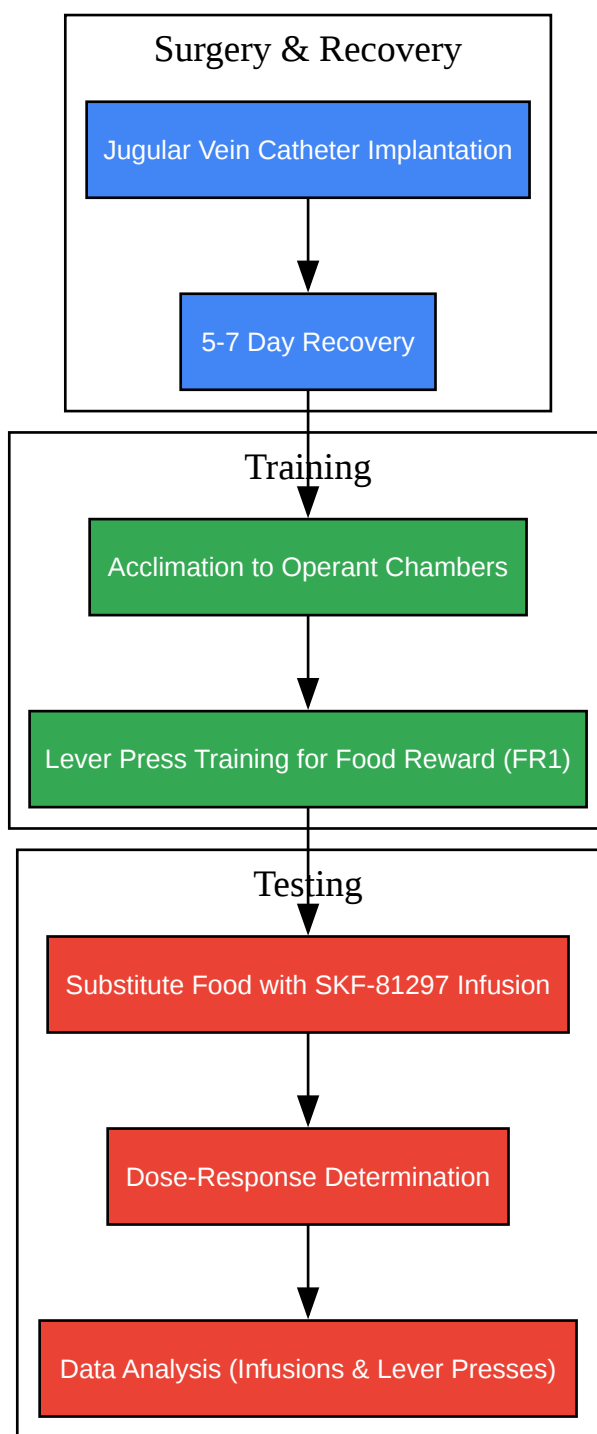 Surgery & Recovery
Jugular Vein Catheter Implantation
5-7 Day Recovery
Training
Acclimation to Operant Chambers
Lever Press Training for Food Reward (FR1)
Testing
Substitute Food with SKF-81297 Infusion
Dose-Response Determination
Data Analysis (Infusions & Lever Presses)